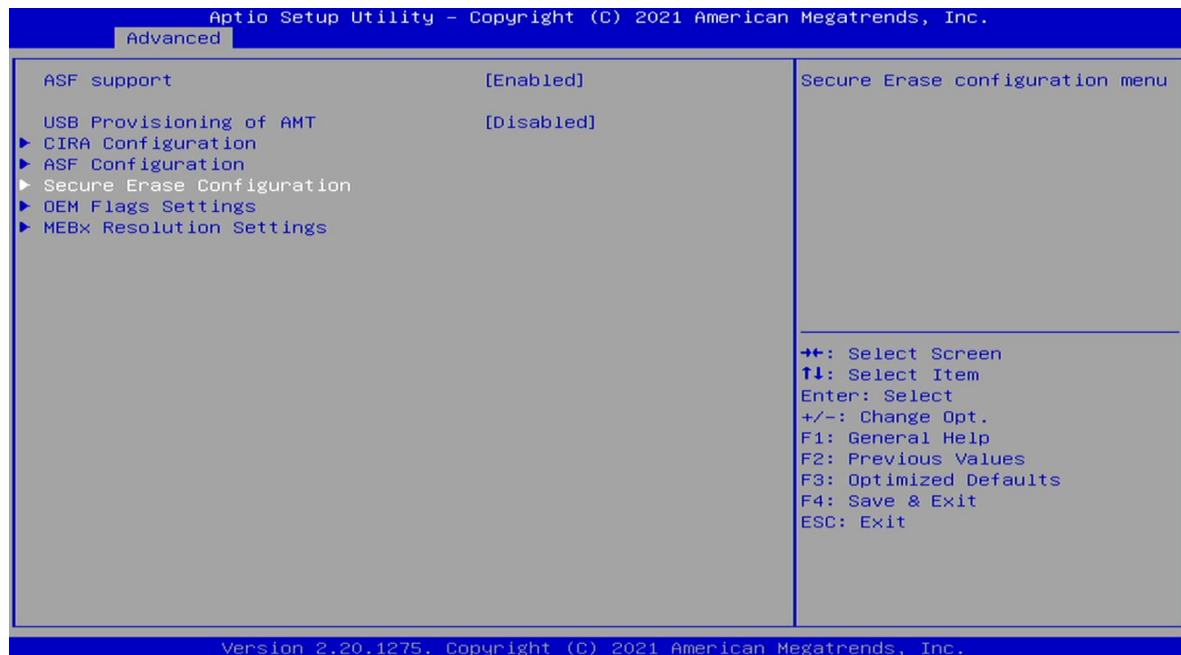 Aptio Setup Utility – Copyright (C) 2021 American Megatrends, Inc.
Advanced
ASF support [Enabled]
USB Provisioning of AMT [Disabled]
► CIRA Configuration
► ASF Configuration
► Secure Erase Configuration
► OEM Flags Settings
► MEBx Resolution Settings
Secure Erase configuration menu
→←: Select Screen
↑↓: Select Item
Enter: Select
+/-: Change Opt.
F1: General Help
F2: Previous Values
F3: Optimized Defaults
F4: Save & Exit
ESC: Exit
Version 2.20.1275. Copyright (C) 2021 American Megatrends, Inc.